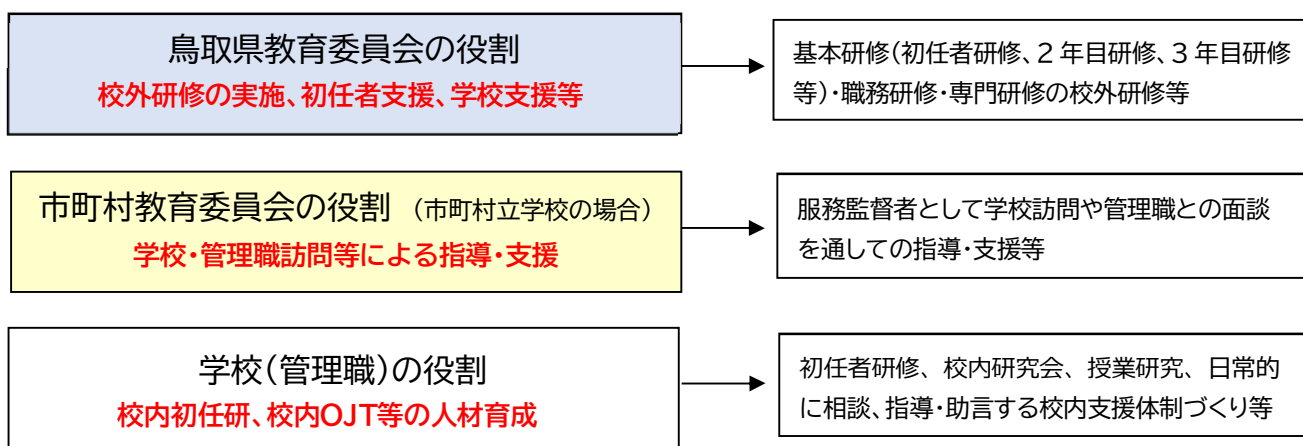 鳥取県教育委員会の役割
校外研修の実施、初任者支援、学校支援等
基本研修(初任者研修、2年目研修、3年目研修
等)・職務研修・専門研修の校外研修等
市町村教育委員会の役割 (市町村立学校の場合)
学校・管理職訪問等による指導・支援
服務監督者として学校訪問や管理職との面談
を通しての指導・支援等
学校(管理職)の役割
校内初任研、校内OJT等の人材育成
初任者研修、校内研究会、授業研究、日常的
に相談、指導・助言する校内支援体制づくり等